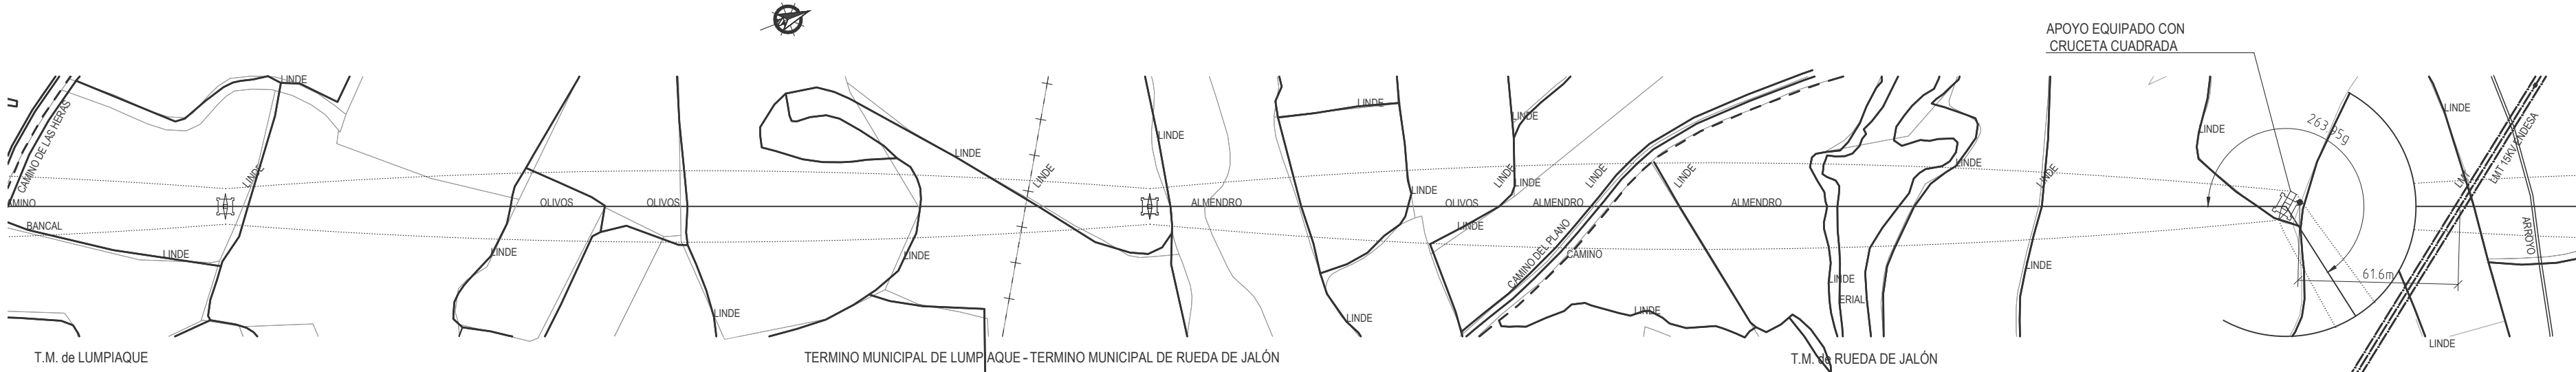 APOYO EQUIPADO CON
CRUCETA CUADRADA
LINDE
CAMINO DE LAS HERAS
LINDE
AMINO
BANCAL
LINDE
OLIVOS
OLIVOS
LINDE
LINDE
LINDE
LINDE
LINDE
LINDE
ALMENDRO
LINDE
LINDE
LINDE
OLIVOS
LINDE
LINDE
LINDE
LINDE
ALMENDRO
LINDE
LINDE
CAMINO DEL PLANO
CAMINO
LINDE
ALMENDRO
LINDE
ERIAL
LINDE
LINDE
LINDE
LINDE
263.95g
61.6m
LINDE
LMT
LMT 15KV ENDESA
ARROYO
LINDE
T.M. de LUMPIAQUE
TERMINO MUNICIPAL DE LUMPIAQUE - TERMINO MUNICIPAL DE RUEDA DE JALÓN
T.M. de RUEDA DE JALÓN